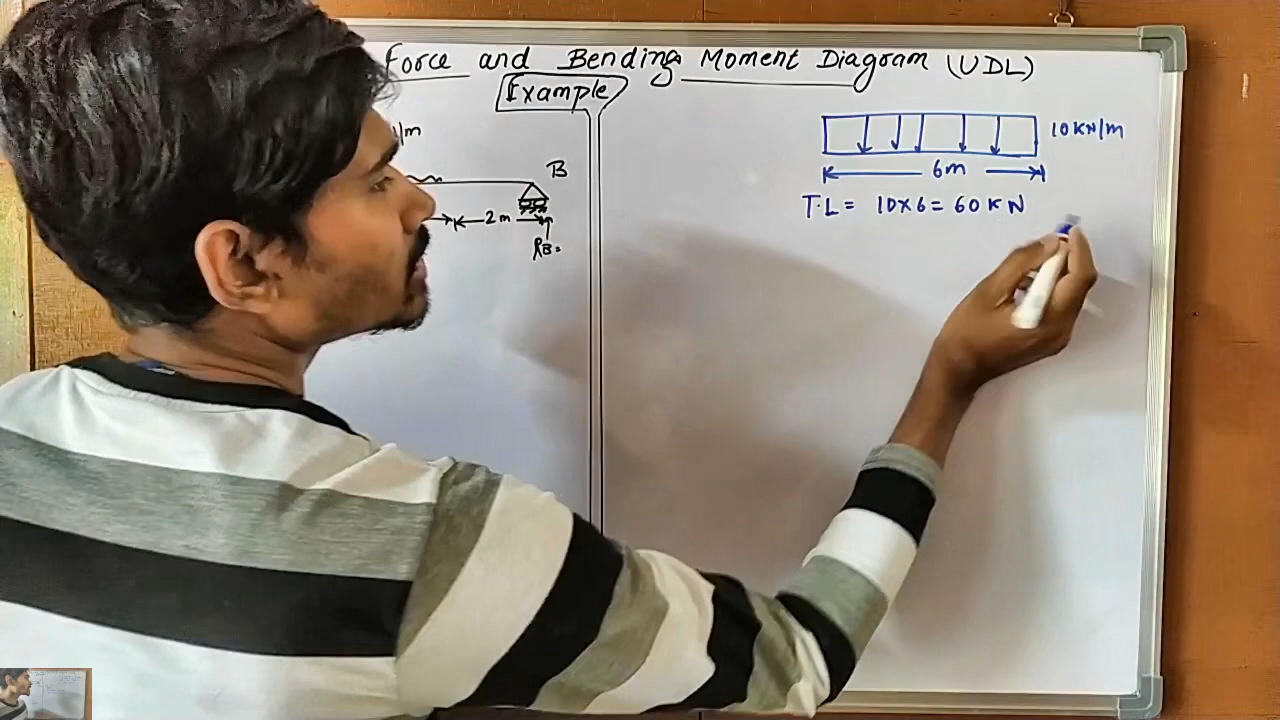 Force and Bending Moment Diagram (UDL)
Example
/m
B
2m
RB=
10 KN/m
6m
T.L = 10×6 = 60 KN